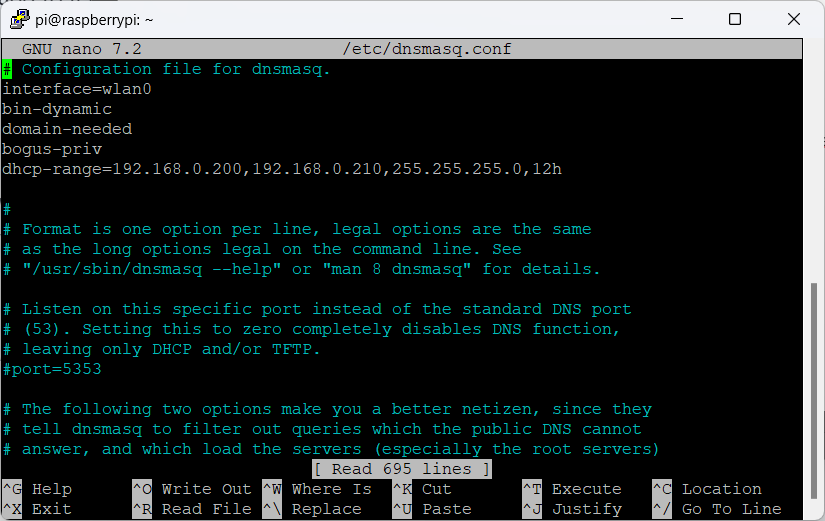 pi@raspberrypi: ~
GNU nano 7.2 /etc/dnsmasq.conf
# Configuration file for dnsmasq.
interface=wlan0
bin-dynamic
domain-needed
bogus-priv
dhcp-range=192.168.0.200,192.168.0.210,255.255.255.0,12h
#
# Format is one option per line, legal options are the same
# as the long options legal on the command line. See
# "/usr/sbin/dnsmasq --help" or "man 8 dnsmasq" for details.
# Listen on this specific port instead of the standard DNS port
# (53). Setting this to zero completely disables DNS function,
# leaving only DHCP and/or TFTP.
#port=5353
# The following two options make you a better netizen, since they
# tell dnsmasq to filter out queries which the public DNS cannot
# answer, and which load the servers (especially the root servers)
[ Read 695 lines ]
^G Help ^O Write Out ^W Where Is ^K Cut ^T Execute ^C Location
^X Exit ^R Read File ^\ Replace ^U Paste ^J Justify ^/ Go To Line